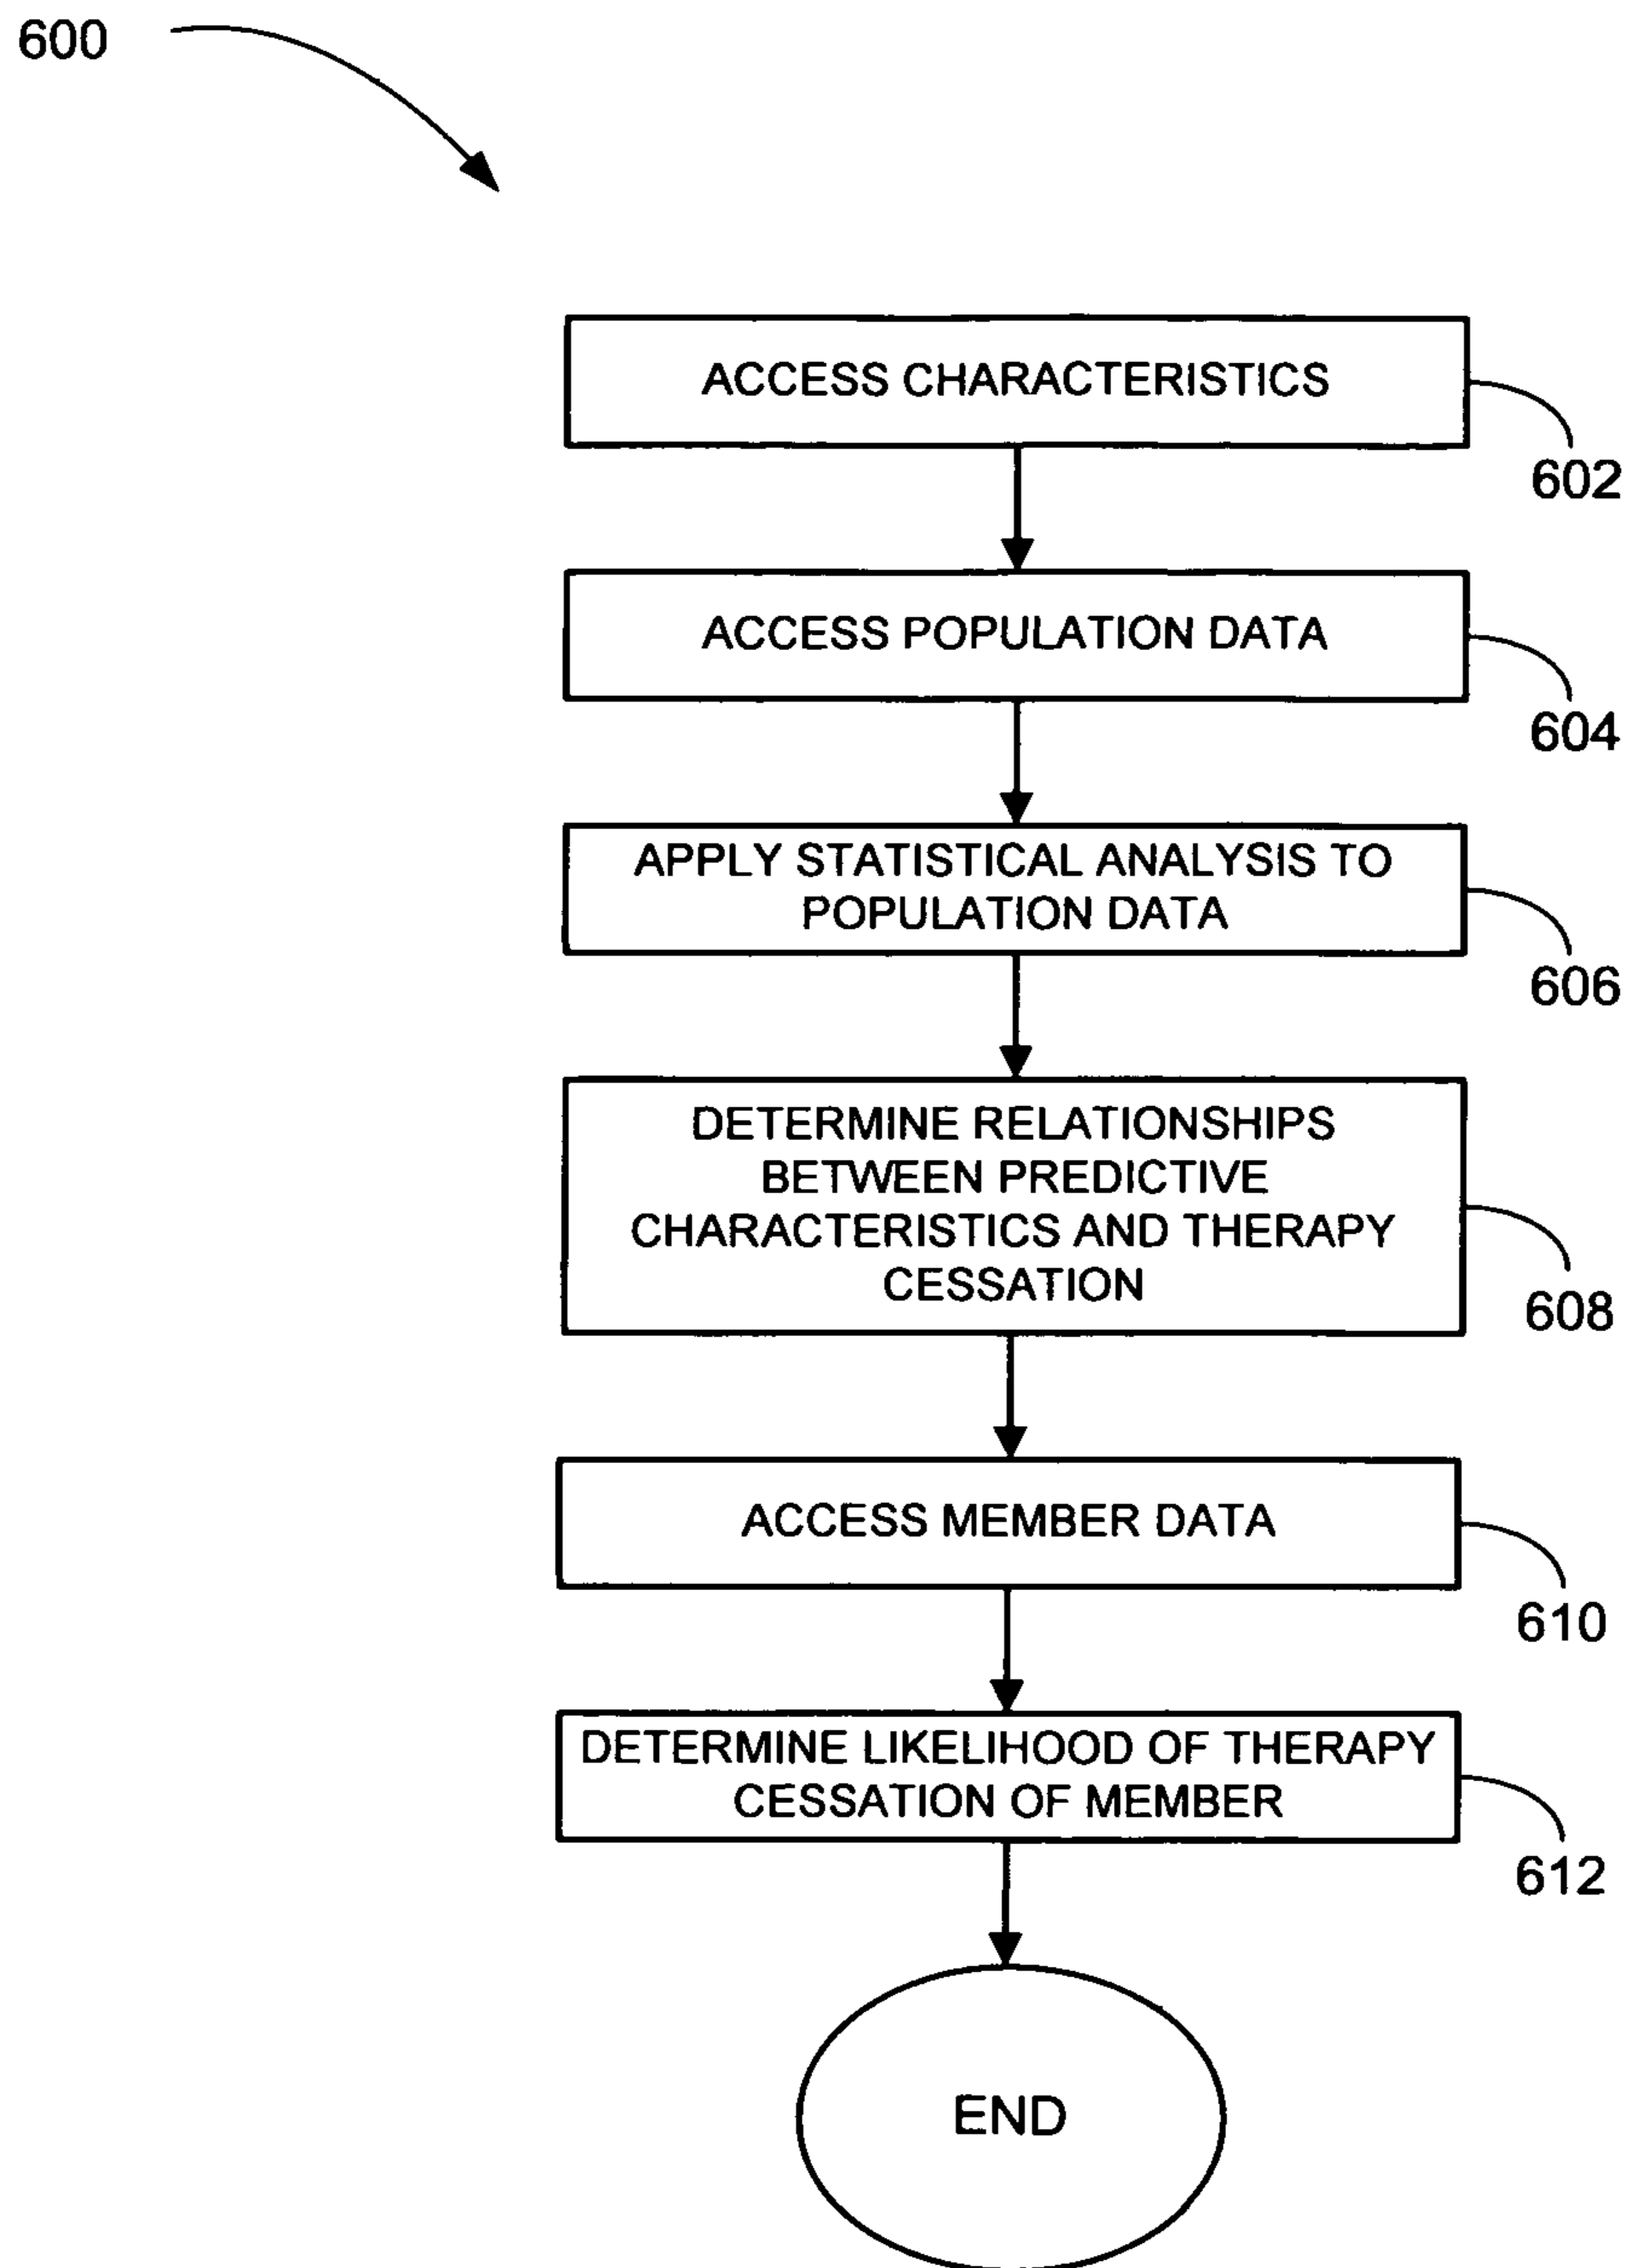 600
ACCESS CHARACTERISTICS
602
ACCESS POPULATION DATA
604
APPLY STATISTICAL ANALYSIS TO
POPULATION DATA
606
DETERMINE RELATIONSHIPS
BETWEEN PREDICTIVE
CHARACTERISTICS AND THERAPY
CESSATION
608
ACCESS MEMBER DATA
610
DETERMINE LIKELIHOOD OF THERAPY
CESSATION OF MEMBER
612
END